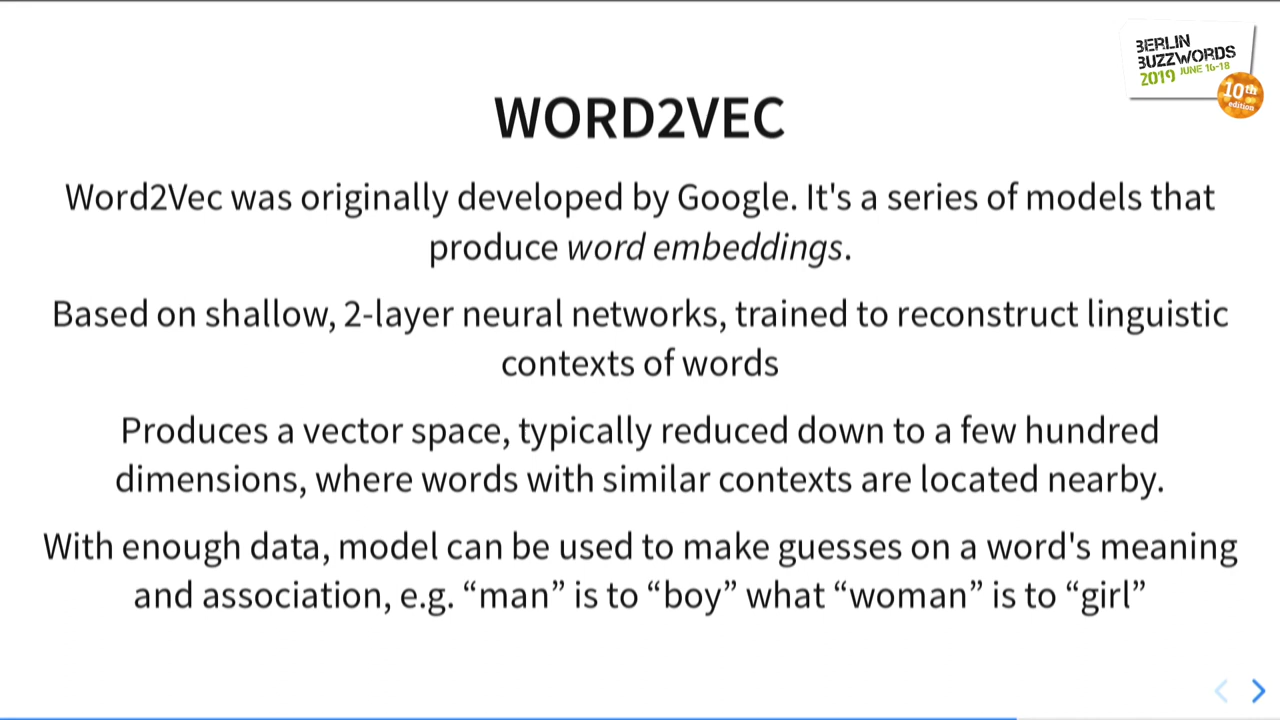 BERLIN
BUZZWORDS
2019 JUNE 16-18
10th
edition
WORD2VEC
Word2Vec was originally developed by Google. It's a series of models that
produce word embeddings.
Based on shallow, 2-layer neural networks, trained to reconstruct linguistic
contexts of words
Produces a vector space, typically reduced down to a few hundred
dimensions, where words with similar contexts are located nearby.
With enough data, model can be used to make guesses on a word's meaning
and association, e.g. “man” is to “boy” what “woman” is to “girl”